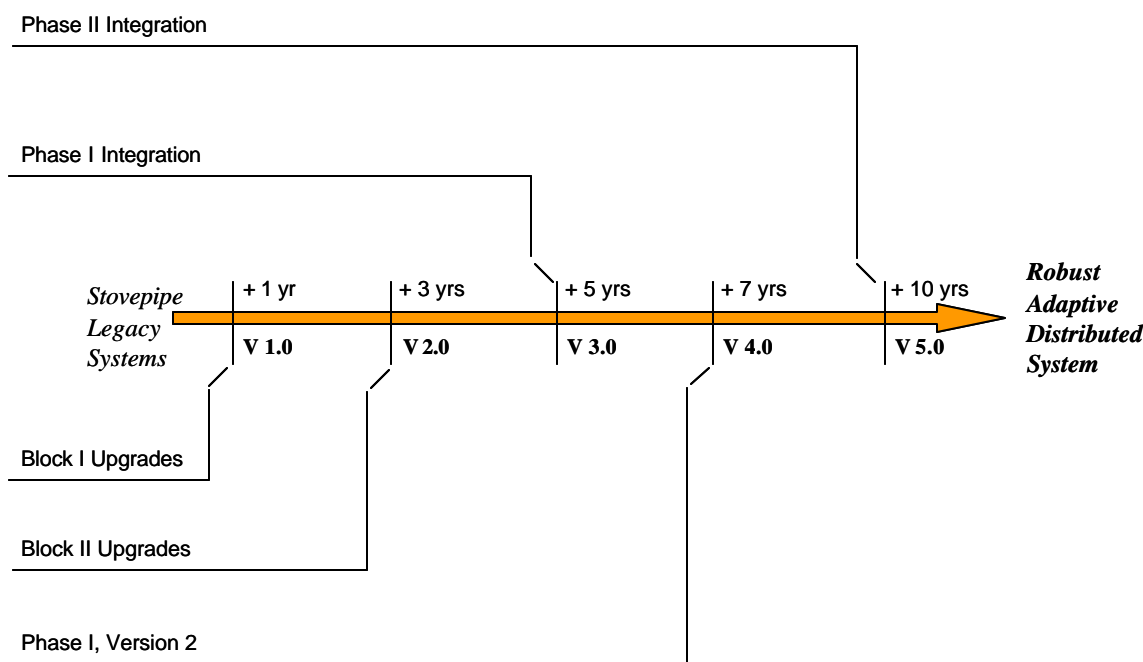 Phase II Integration
Phase I Integration
Stovepipe
Legacy
Systems
+ 1 yr
+ 3 yrs
+ 5 yrs
+ 7 yrs
+ 10 yrs
V 1.0
V 2.0
V 3.0
V 4.0
V 5.0
Robust
Adaptive
Distributed
System
Block I Upgrades
Block II Upgrades
Phase I, Version 2